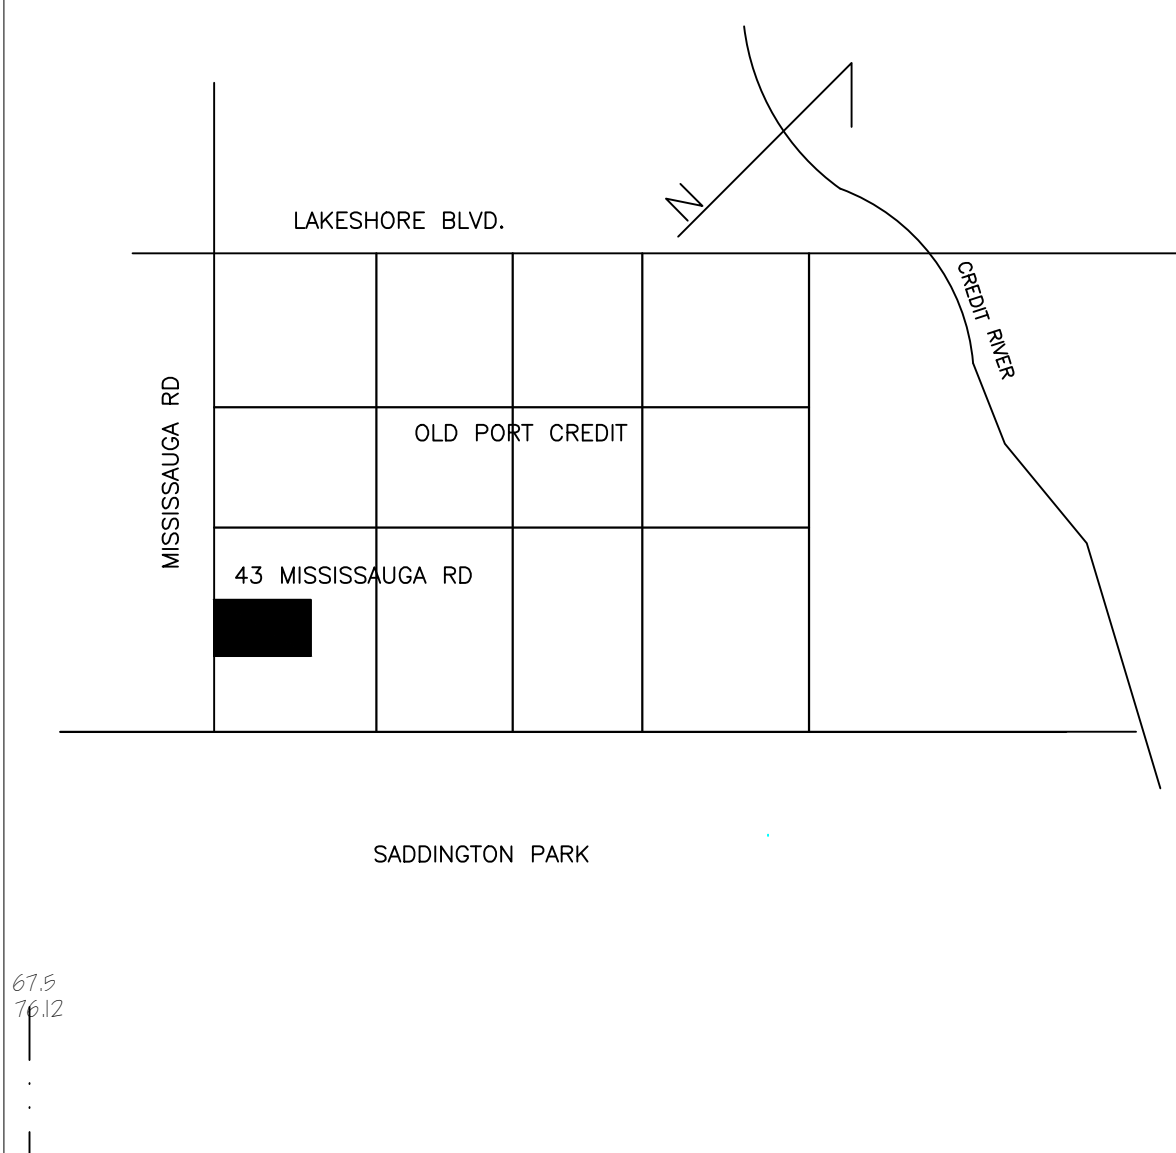 N
LAKESHORE BLVD.
CREDIT RIVER
MISSISSAUGA RD
OLD PORT CREDIT
43 MISSISSAUGA RD
SADDINGTON PARK
67.5
76.12